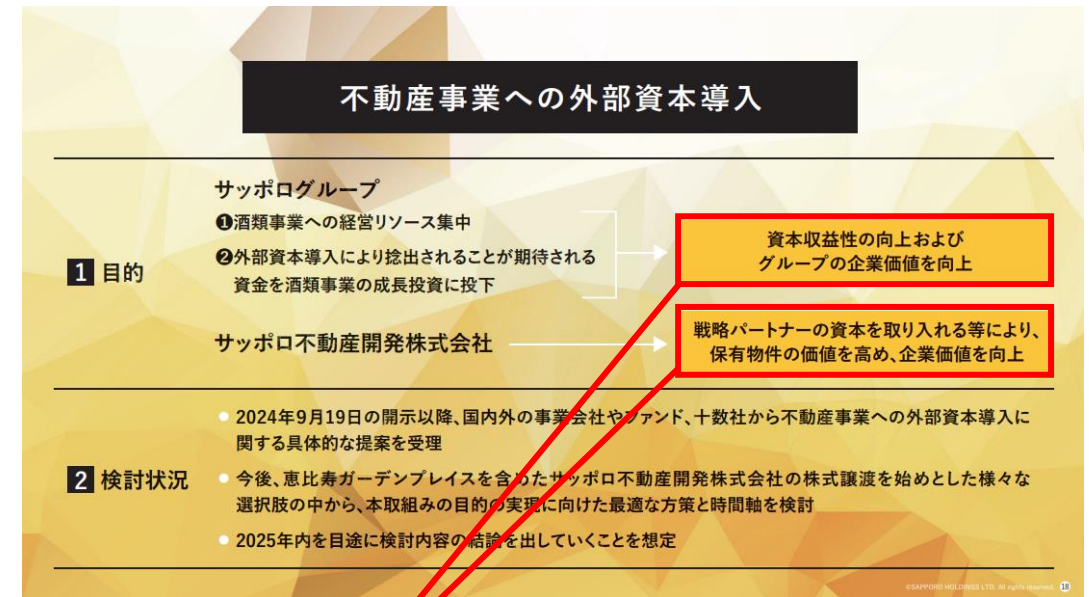 不動産事業への外部資本導入
サッポログループ
❶酒類事業への経営リソース集中
❷外部資本導入により捻出されることが期待される
資金を酒類事業の成長投資に投下
資本収益性の向上および
グループの企業価値を向上
1 目的
サッポロ不動産開発株式会社
戦略パートナーの資本を取り入れる等により、
保有物件の価値を高め、企業価値を向上
2 検討状況
2024年9月19日の開示以降、国内外の事業会社やファンド、十数社から不動産事業への外部資本導入に
関する具体的な提案を受理
今後、恵比寿ガーデンプレイスを含めたサッポロ不動産開発株式会社の株式譲渡を始めとした様々な
選択肢の中から、本取組みの目的の実現に向けた最適な方策と時間軸を検討
2025年内を目途に検討内容の結論を出していくことを想定
©SAPPORO HOLDINGS LTD. All rights reserved. 18